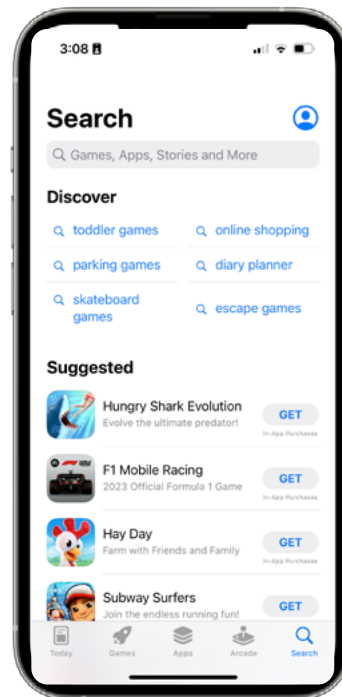 3:08
Search
Games, Apps, Stories and More
Discover
toddler games
online shopping
parking games
diary planner
skateboard
games
escape games
Suggested
Hungry Shark Evolution
Evolve the ultimate predator!
GET
In-App Purchases
F1 Mobile Racing
2023 Official Formula 1 Game
GET
In-App Purchases
Hay Day
Farm with Friends and Family
GET
In-App Purchases
Subway Surfers
Join the endless running fun!
GET
Today
Games
Apps
Arcade
Search